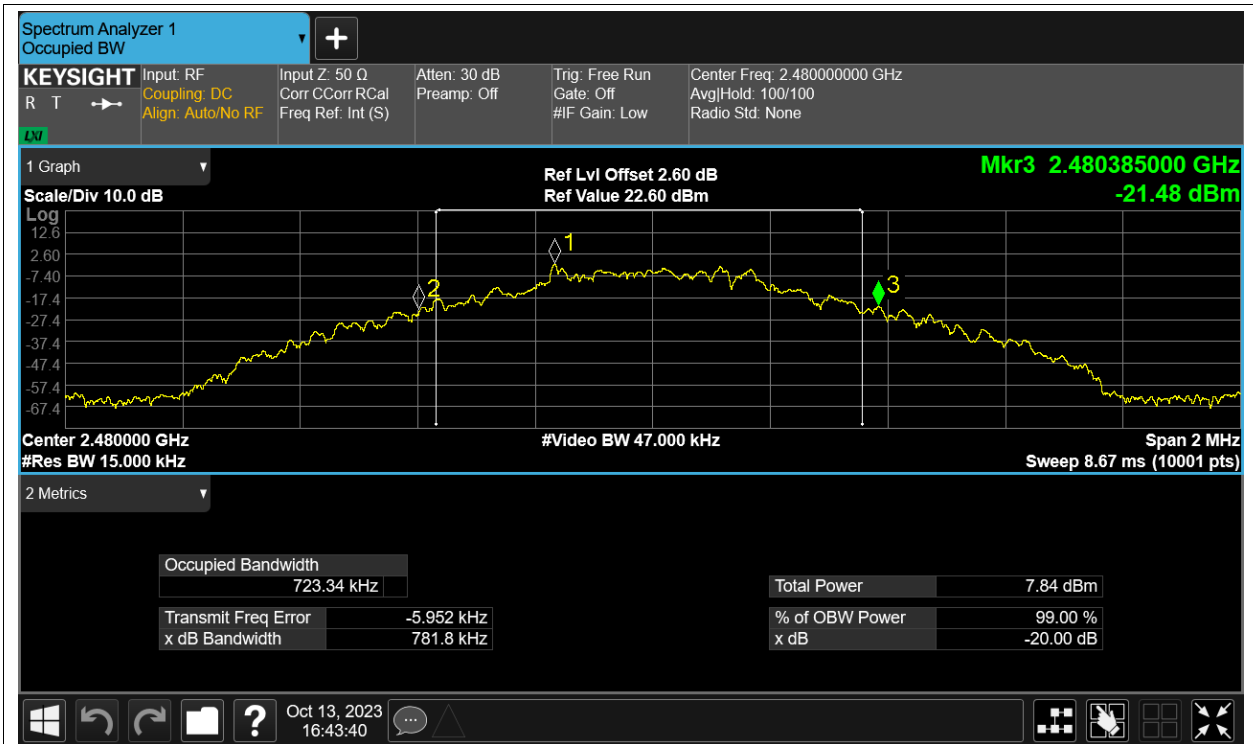 Spectrum Analyzer 1
Occupied BW
▼
+
KEYSIGHT
R T
LXI
Input: RF
Coupling: DC
Align: Auto/No RF
Input Z: 50 Ω
Corr CCorr RCal
Freq Ref: Int (S)
Atten: 30 dB
Preamp: Off
Trig: Free Run
Gate: Off
#IF Gain: Low
Center Freq: 2.480000000 GHz
Avg|Hold: 100/100
Radio Std: None
1 Graph ▼
Scale/Div 10.0 dB
Ref Lvl Offset 2.60 dB
Ref Value 22.60 dBm
Mkr3 2.480385000 GHz
-21.48 dBm
Log
12.6
2.60
-7.40
-17.4
-27.4
-37.4
-47.4
-57.4
-67.4
1
2
3
Center 2.480000 GHz
#Res BW 15.000 kHz
#Video BW 47.000 kHz
Span 2 MHz
Sweep 8.67 ms (10001 pts)
2 Metrics ▼
Occupied Bandwidth
723.34 kHz
Transmit Freq Error -5.952 kHz
x dB Bandwidth 781.8 kHz
Total Power 7.84 dBm
% of OBW Power 99.00 %
x dB -20.00 dB
?
Oct 13, 2023
16:43:40